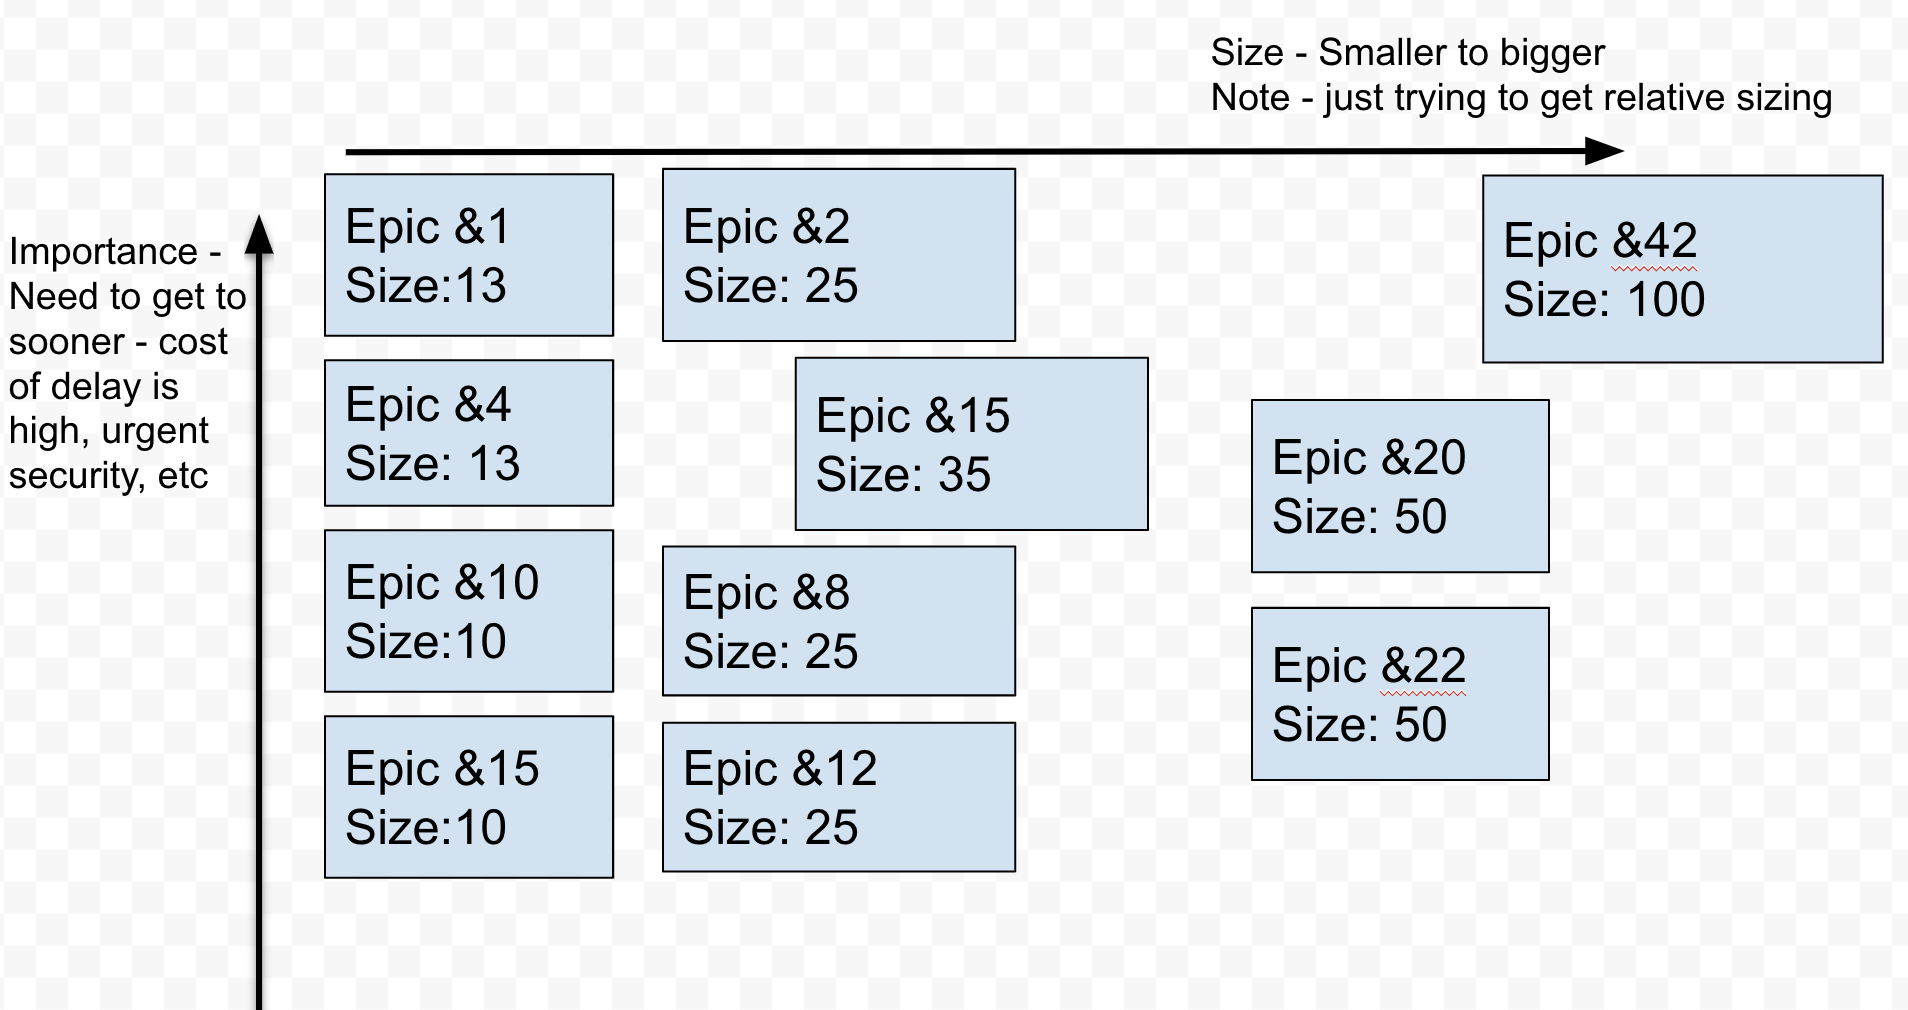 Size - Smaller to bigger
Note - just trying to get relative sizing
Importance -
Need to get to
sooner - cost
of delay is
high, urgent
security, etc
Epic &1
Size:13
Epic &2
Size: 25
Epic &42
Size: 100
Epic &4
Size: 13
Epic &15
Size: 35
Epic &20
Size: 50
Epic &10
Size:10
Epic &8
Size: 25
Epic &22
Size: 50
Epic &15
Size:10
Epic &12
Size: 25